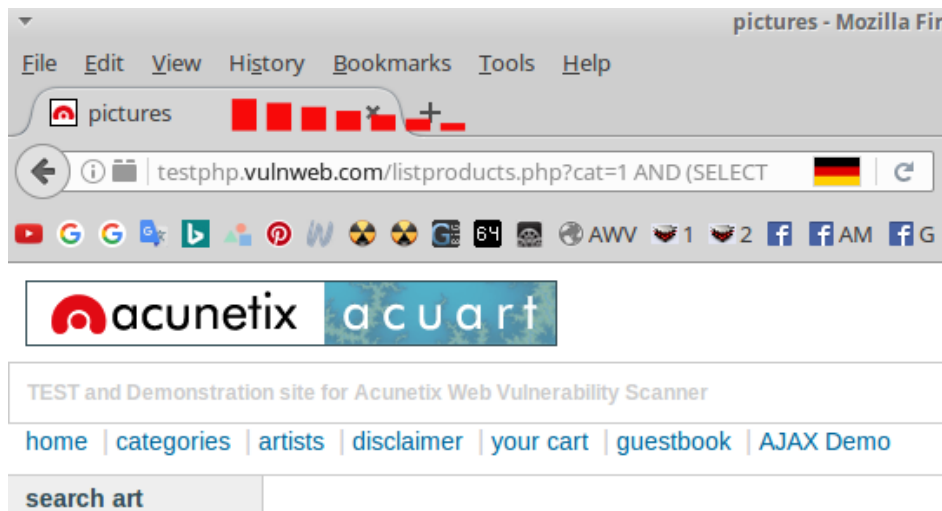 pictures - Mozilla Fir
File Edit View History Bookmarks Tools Help
pictures
testphp.vulnweb.com/listproducts.php?cat=1 AND (SELECT
64 AWV 1 2 AM G
acunetix acuart
TEST and Demonstration site for Acunetix Web Vulnerability Scanner
home | categories | artists | disclaimer | your cart | guestbook | AJAX Demo
search art